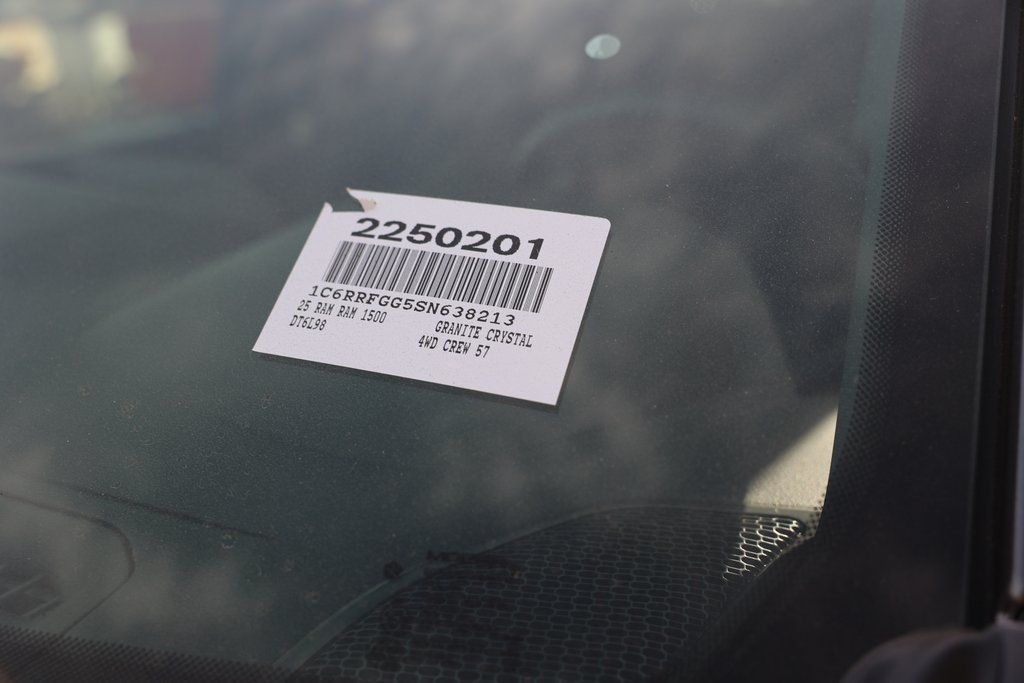 2250201
1C6RRFGG5SN638213
25 RAM RAM 1500 GRANITE CRYSTAL
DT6L98 4WD CREW 57